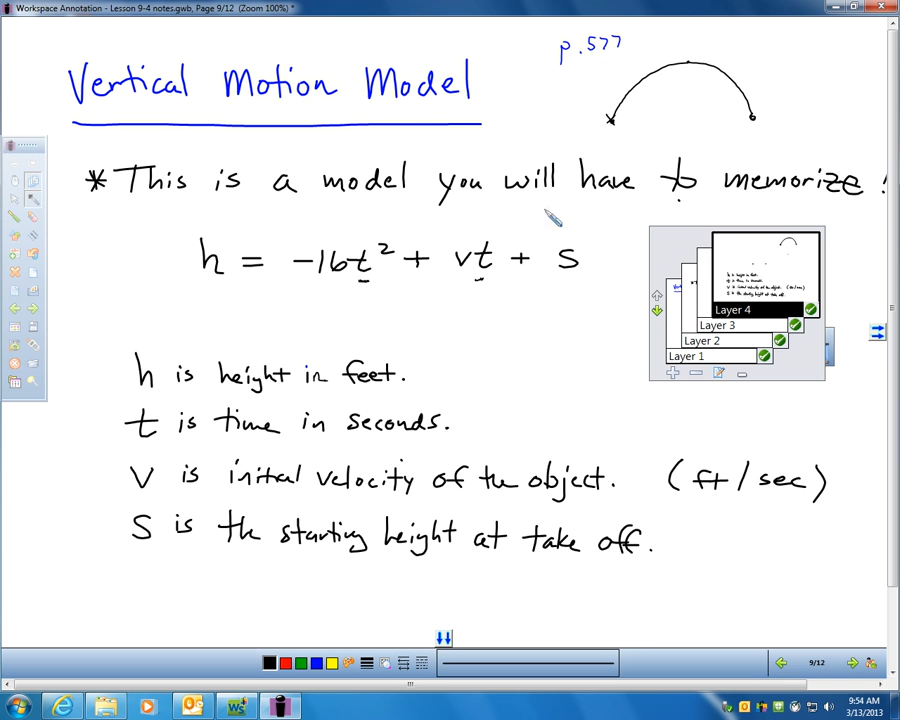 Workspace Annotation - Lesson 9-4 notes.gwb, Page 9/12 (Zoom 100%) *
p.577
Vertical Motion Model
* This is a model you will have to memorize!
h = -16t² + vt + s
Layer 4
Layer 3
Layer 2
Layer 1
h is height in feet.
t is time in seconds.
V is initial velocity of the object. (ft/sec)
S is the starting height at take off.
9/12
9:54 AM
3/13/2013